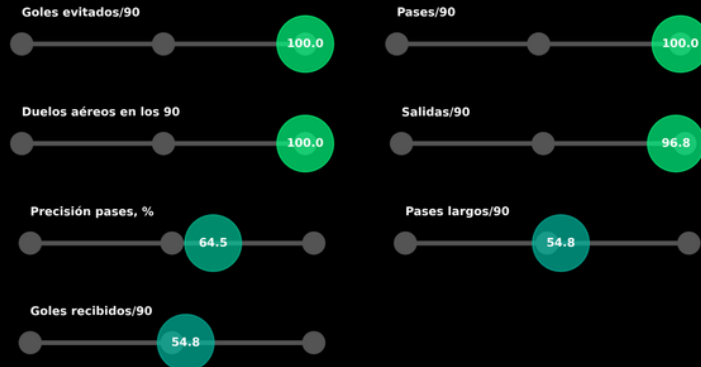 Goles evitados/90
100.0
Pases/90
100.0
Duelos aéreos en los 90
100.0
Salidas/90
96.8
Precisión pases, %
64.5
Pases largos/90
54.8
Goles recibidos/90
54.8